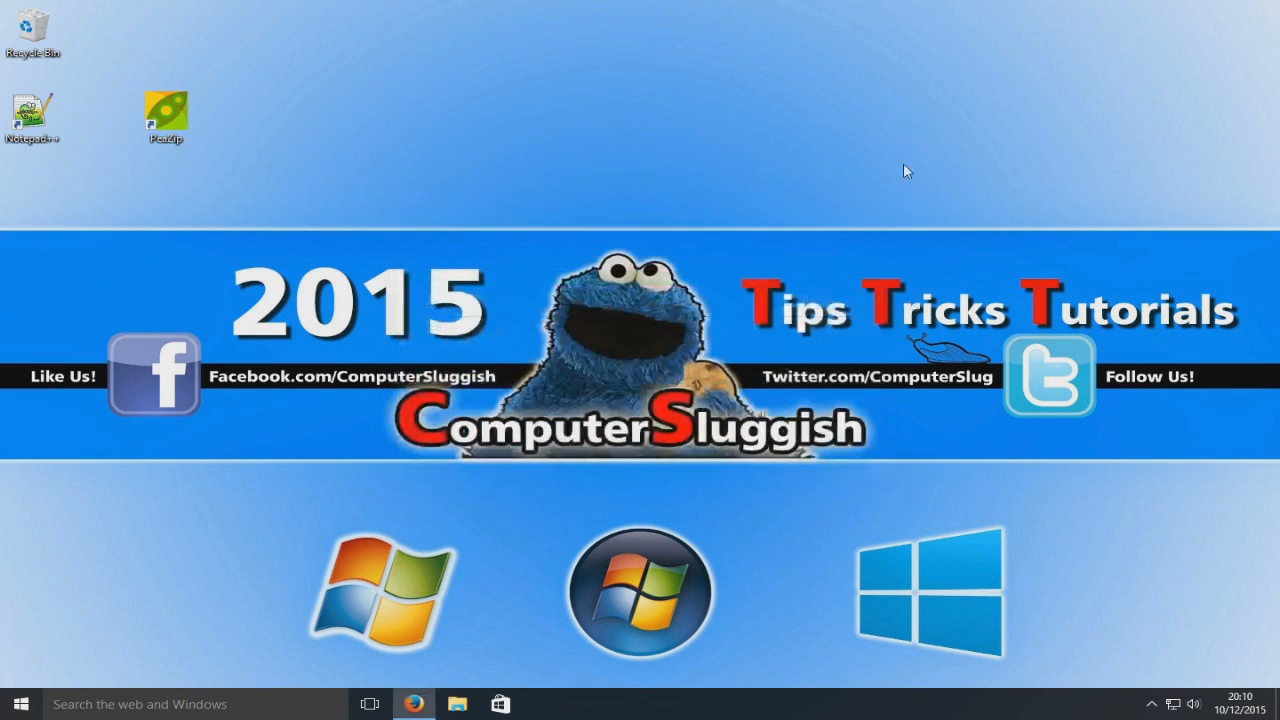 Recycle Bin
Notepad++
PeaZip
2015
Tips Tricks Tutorials
Like Us!
Facebook.com/ComputerSluggish
Twitter.com/ComputerSlug
Follow Us!
ComputerSluggish
Search the web and Windows
20:10
10/12/2015